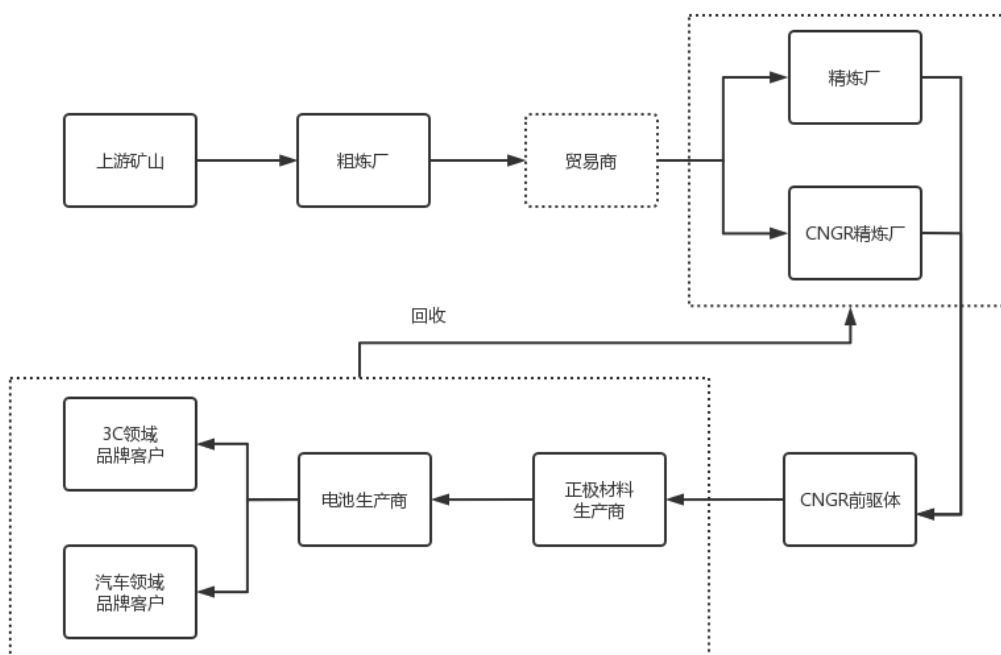 精炼厂
上游矿山
粗炼厂
贸易商
CNGR精炼厂
回收
3C领域
品牌客户
电池生产商
正极材料
生产商
CNGR前驱体
汽车领域
品牌客户